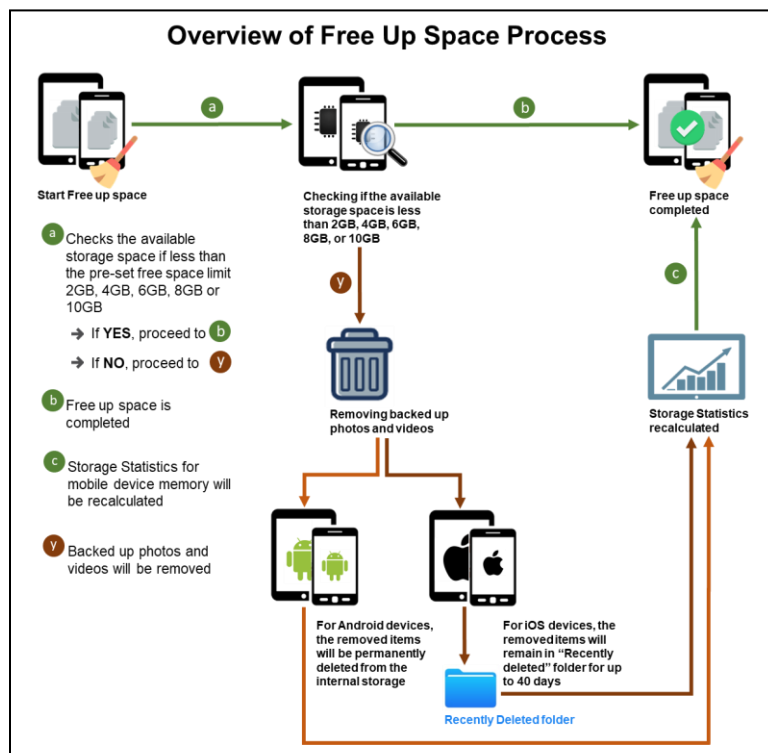 Overview of Free Up Space Process
a
b
Start Free up space
Checking if the available
storage space is less
than 2GB, 4GB, 6GB,
8GB, or 10GB
Free up space
completed
a Checks the available
storage space if less than
the pre-set free space limit
2GB, 4GB, 6GB, 8GB or
10GB
➔ If YES, proceed to b
➔ If NO, proceed to y
b Free up space is
completed
c Storage Statistics for
mobile device memory will
be recalculated
y Backed up photos and
videos will be removed
y
c
Removing backed up
photos and videos
Storage Statistics
recalculated
For Android devices,
the removed items
will be permanently
deleted from the
internal storage
For iOS devices, the
removed items will
remain in “Recently
deleted” folder for up
to 40 days
Recently Deleted folder